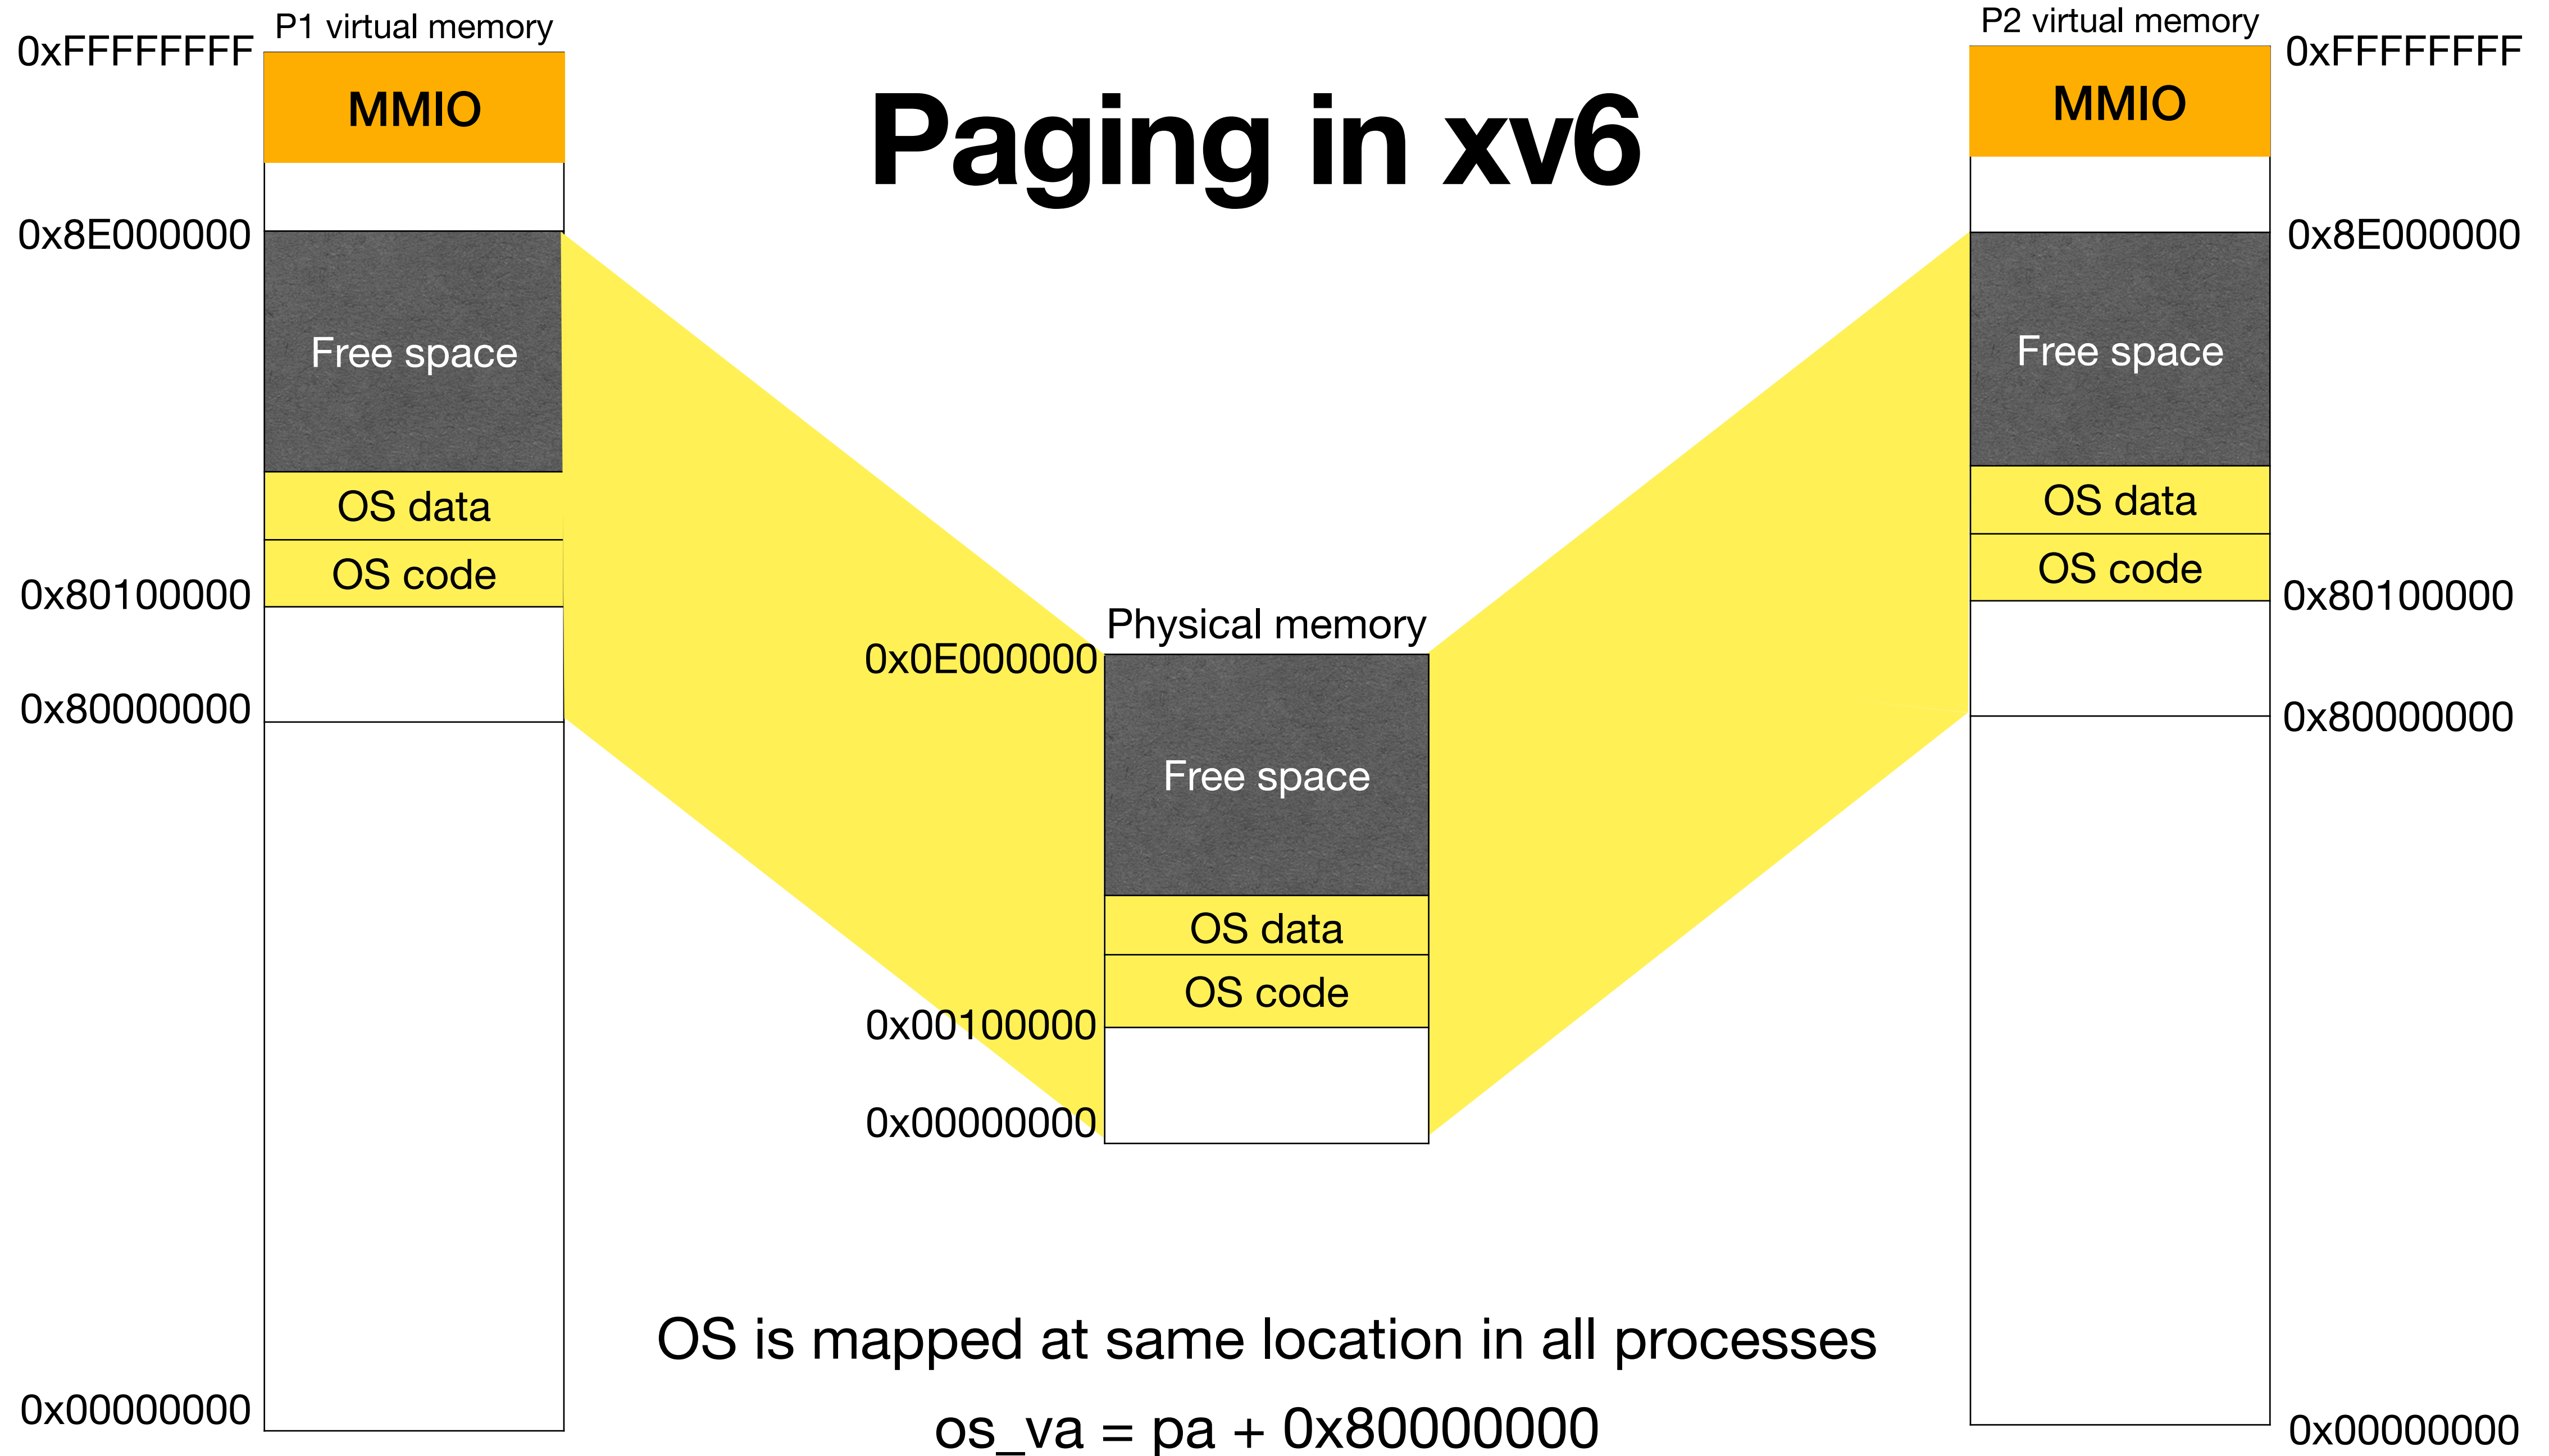 P1 virtual memory
0xFFFFFFFF
MMIO
0x8E000000
Free space
OS data
OS code
0x80100000
0x80000000
0x00000000
Paging in xv6
Physical memory
0x0E000000
Free space
OS data
OS code
0x00100000
0x00000000
P2 virtual memory
0xFFFFFFFF
MMIO
0x8E000000
Free space
OS data
OS code
0x80100000
0x80000000
0x00000000
OS is mapped at same location in all processes
os_va = pa + 0x80000000